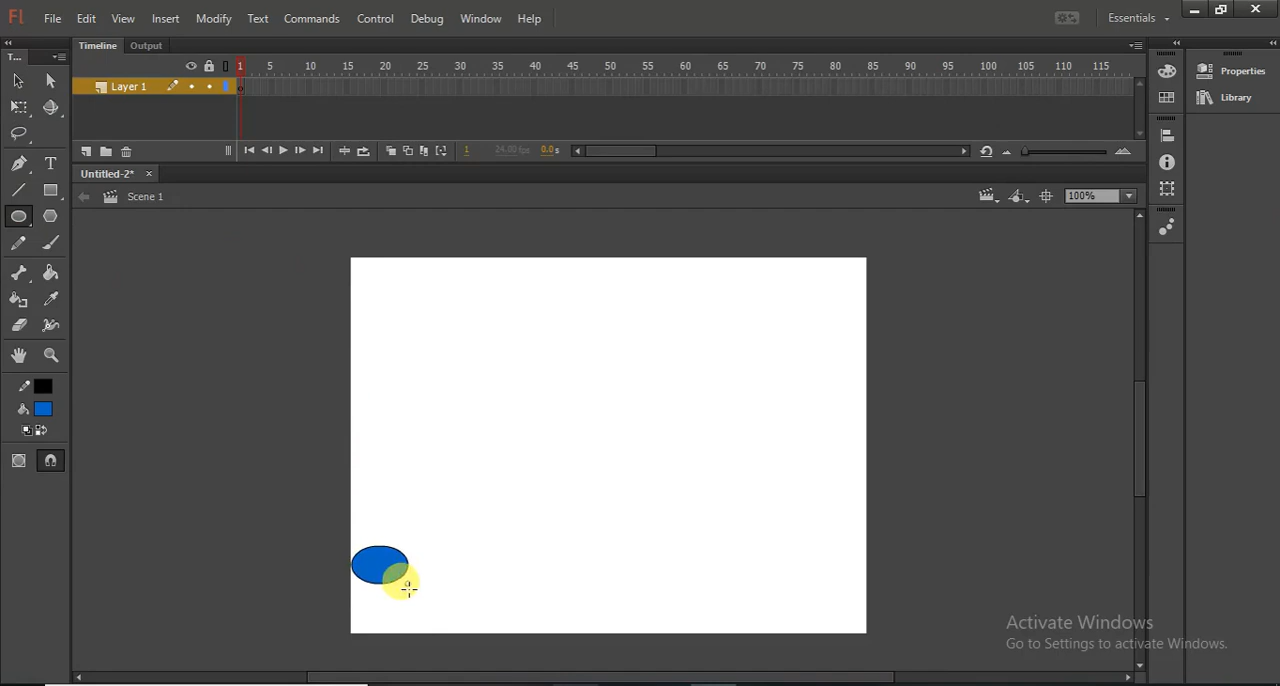 Fl File Edit View Insert Modify Text Commands Control Debug Window Help Essentials
T... Timeline Output Properties
1 5 10 15 20 25 30 35 40 45 50 55 60 65 70 75 80 85 90 95 100 105 110 115
Layer 1 Library
1 24.00 fps 0.0 s
Untitled-2* ×
Scene 1 100%
Activate Windows
Go to Settings to activate Windows.